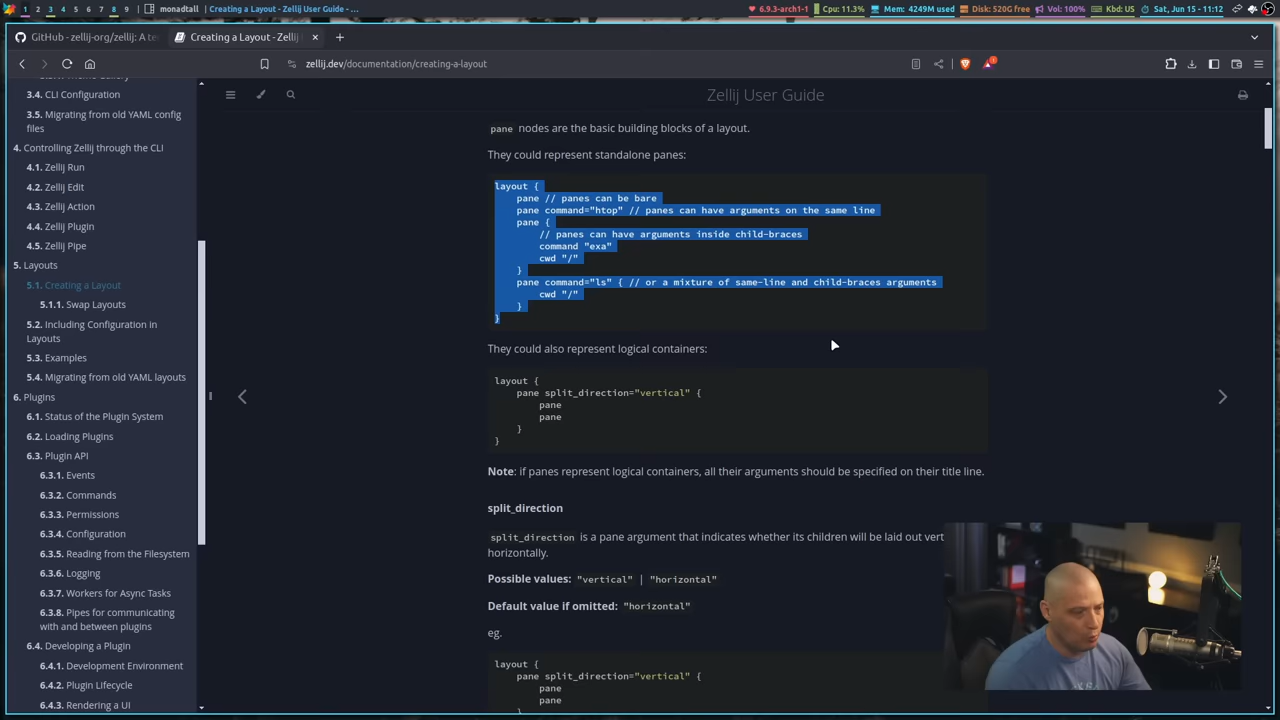 1 2 3 4 5 6 7 8 9 monadtall Creating a Layout - Zellij User Guide - ...
6.9.3-arch1-1 Cpu: 11.3% Mem: 4249M used Disk: 520G free Vol: 100% Kbd: US Sat, Jun 15 - 11:12
GitHub - zellij-org/zellij: A te
Creating a Layout - Zellij
zellij.dev/documentation/creating-a-layout
3.4. CLI Configuration
3.5. Migrating from old YAML config
files
4. Controlling Zellij through the CLI
4.1. Zellij Run
4.2. Zellij Edit
4.3. Zellij Action
4.4. Zellij Plugin
4.5. Zellij Pipe
5. Layouts
5.1. Creating a Layout
5.1.1. Swap Layouts
5.2. Including Configuration in
Layouts
5.3. Examples
5.4. Migrating from old YAML layouts
6. Plugins
6.1. Status of the Plugin System
6.2. Loading Plugins
6.3. Plugin API
6.3.1. Events
6.3.2. Commands
6.3.3. Permissions
6.3.4. Configuration
6.3.5. Reading from the Filesystem
6.3.6. Logging
6.3.7. Workers for Async Tasks
6.3.8. Pipes for communicating
with and between plugins
6.4. Developing a Plugin
6.4.1. Development Environment
6.4.2. Plugin Lifecycle
6.4.3. Rendering a UI
Zellij User Guide
pane nodes are the basic building blocks of a layout.
They could represent standalone panes:
layout {
pane // panes can be bare
pane command="htop" // panes can have arguments on the same line
pane {
// panes can have arguments inside child-braces
command "exa"
cwd "/"
}
pane command="ls" { // or a mixture of same-line and child-braces arguments
cwd "/"
}
}
They could also represent logical containers:
layout {
pane split_direction="vertical" {
pane
pane
}
}
Note: if panes represent logical containers, all their arguments should be specified on their title line.
split_direction
split_direction is a pane argument that indicates whether its children will be laid out vert
horizontally.
Possible values: "vertical" | "horizontal"
Default value if omitted: "horizontal"
eg.
layout {
pane split_direction="vertical" {
pane
pane